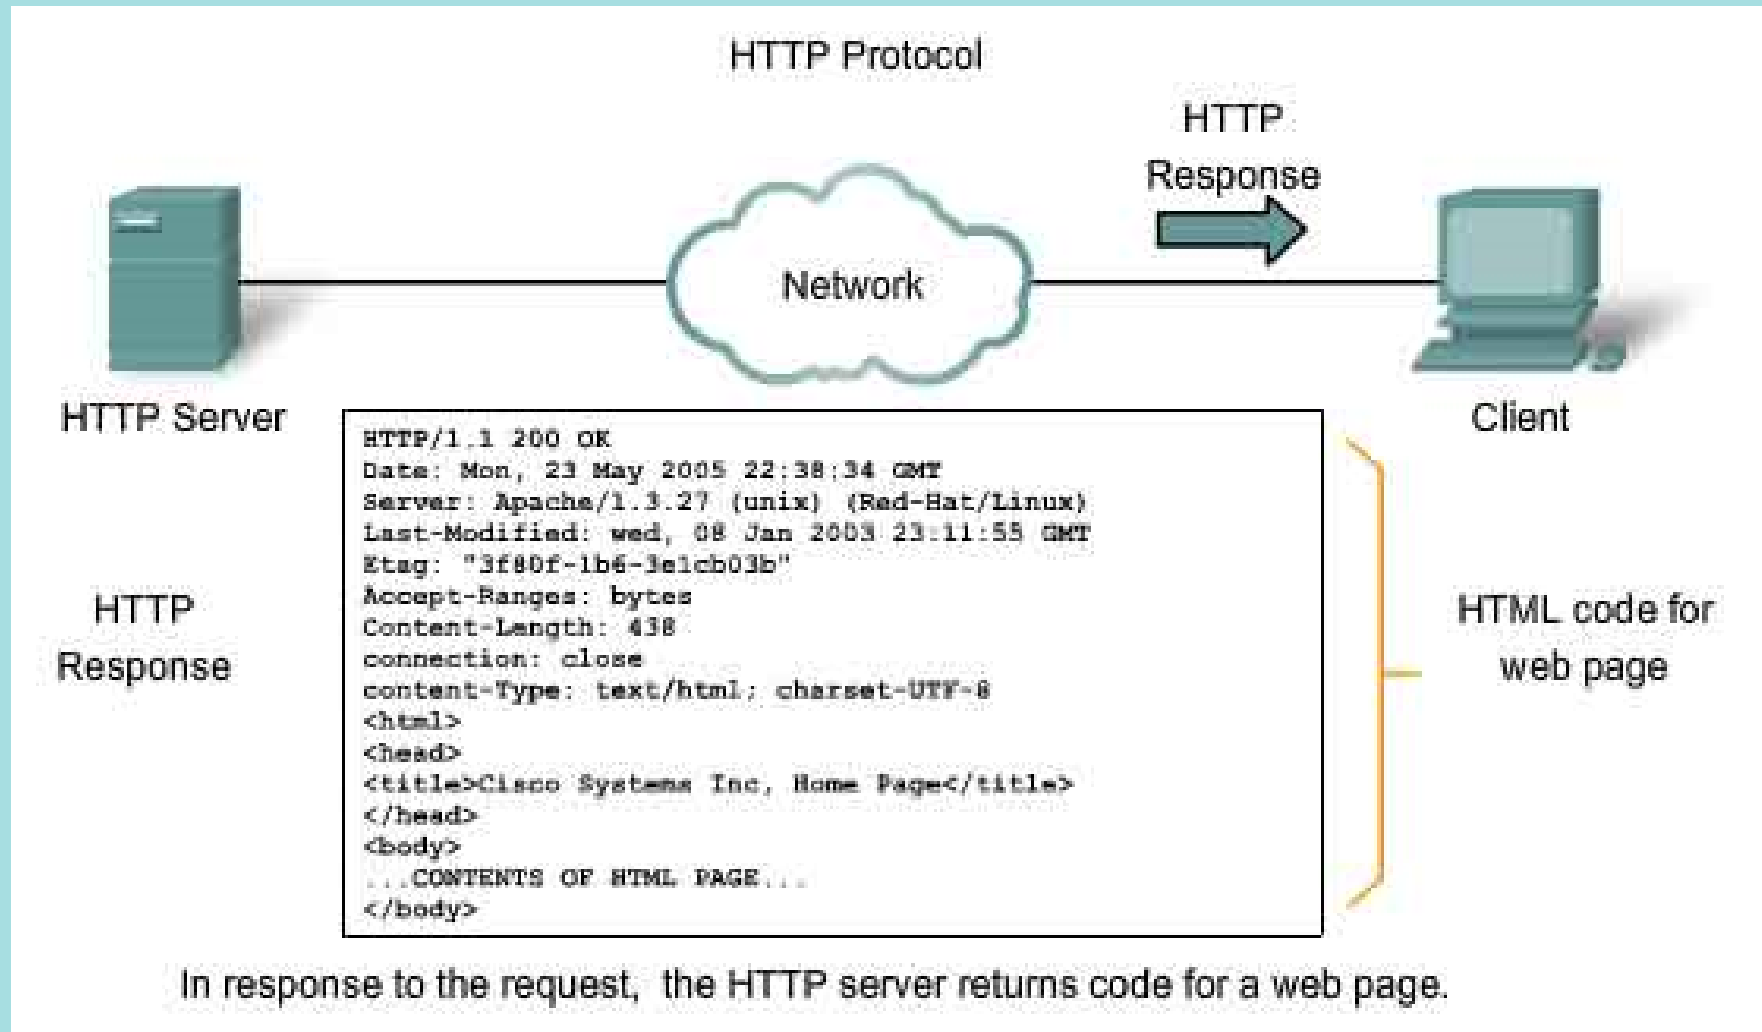 HTTP Protocol
HTTP
Response
Network
HTTP Server
Client
HTTP/1.1 200 OK
Date: Mon, 23 May 2005 22:38:34 GMT
Server: Apache/1.3.27 (unix) (Red-Hat/Linux)
Last-Modified: wed, 08 Jan 2003 23:11:55 GMT
Etag: "3f80f-1b6-3e1cb03b"
Accept-Ranges: bytes
Content-Length: 438
connection: close
content-Type: text/html; charset-UTF-8
<html>
<head>
<title>Cisco Systems Inc, Home Page</title>
</head>
<body>
...CONTENTS OF HTML PAGE...
</body>
HTTP
Response
HTML code for
web page
In response to the request, the HTTP server returns code for a web page.